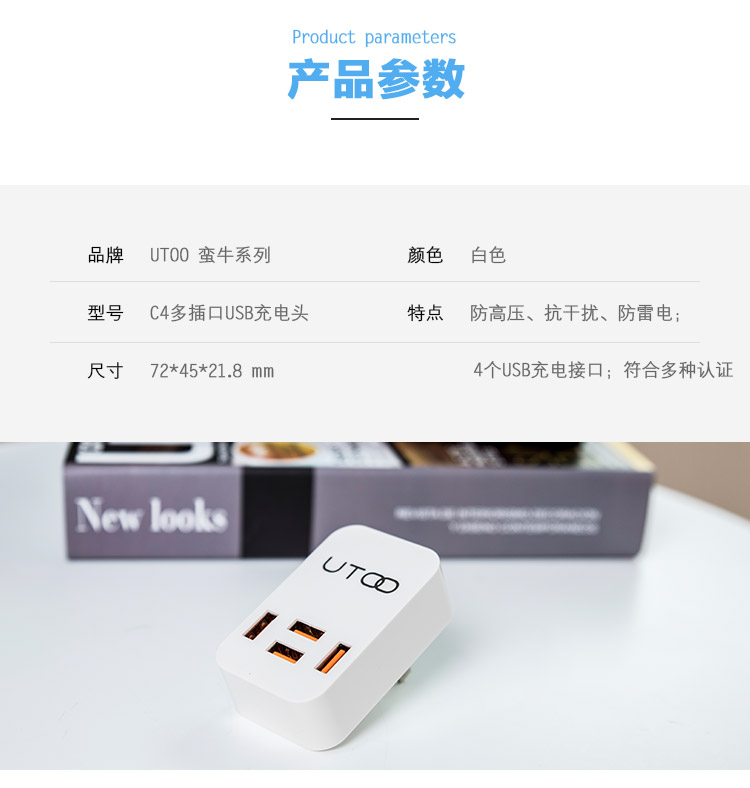 Product parameters
产品参数
品牌 UTOO 蛮牛系列 颜色 白色
型号 C4多插口USB充电头 特点 防高压、抗干扰、防雷电;
尺寸 72*45*21.8 mm 4个USB充电接口; 符合多种认证
New looks
UTOO